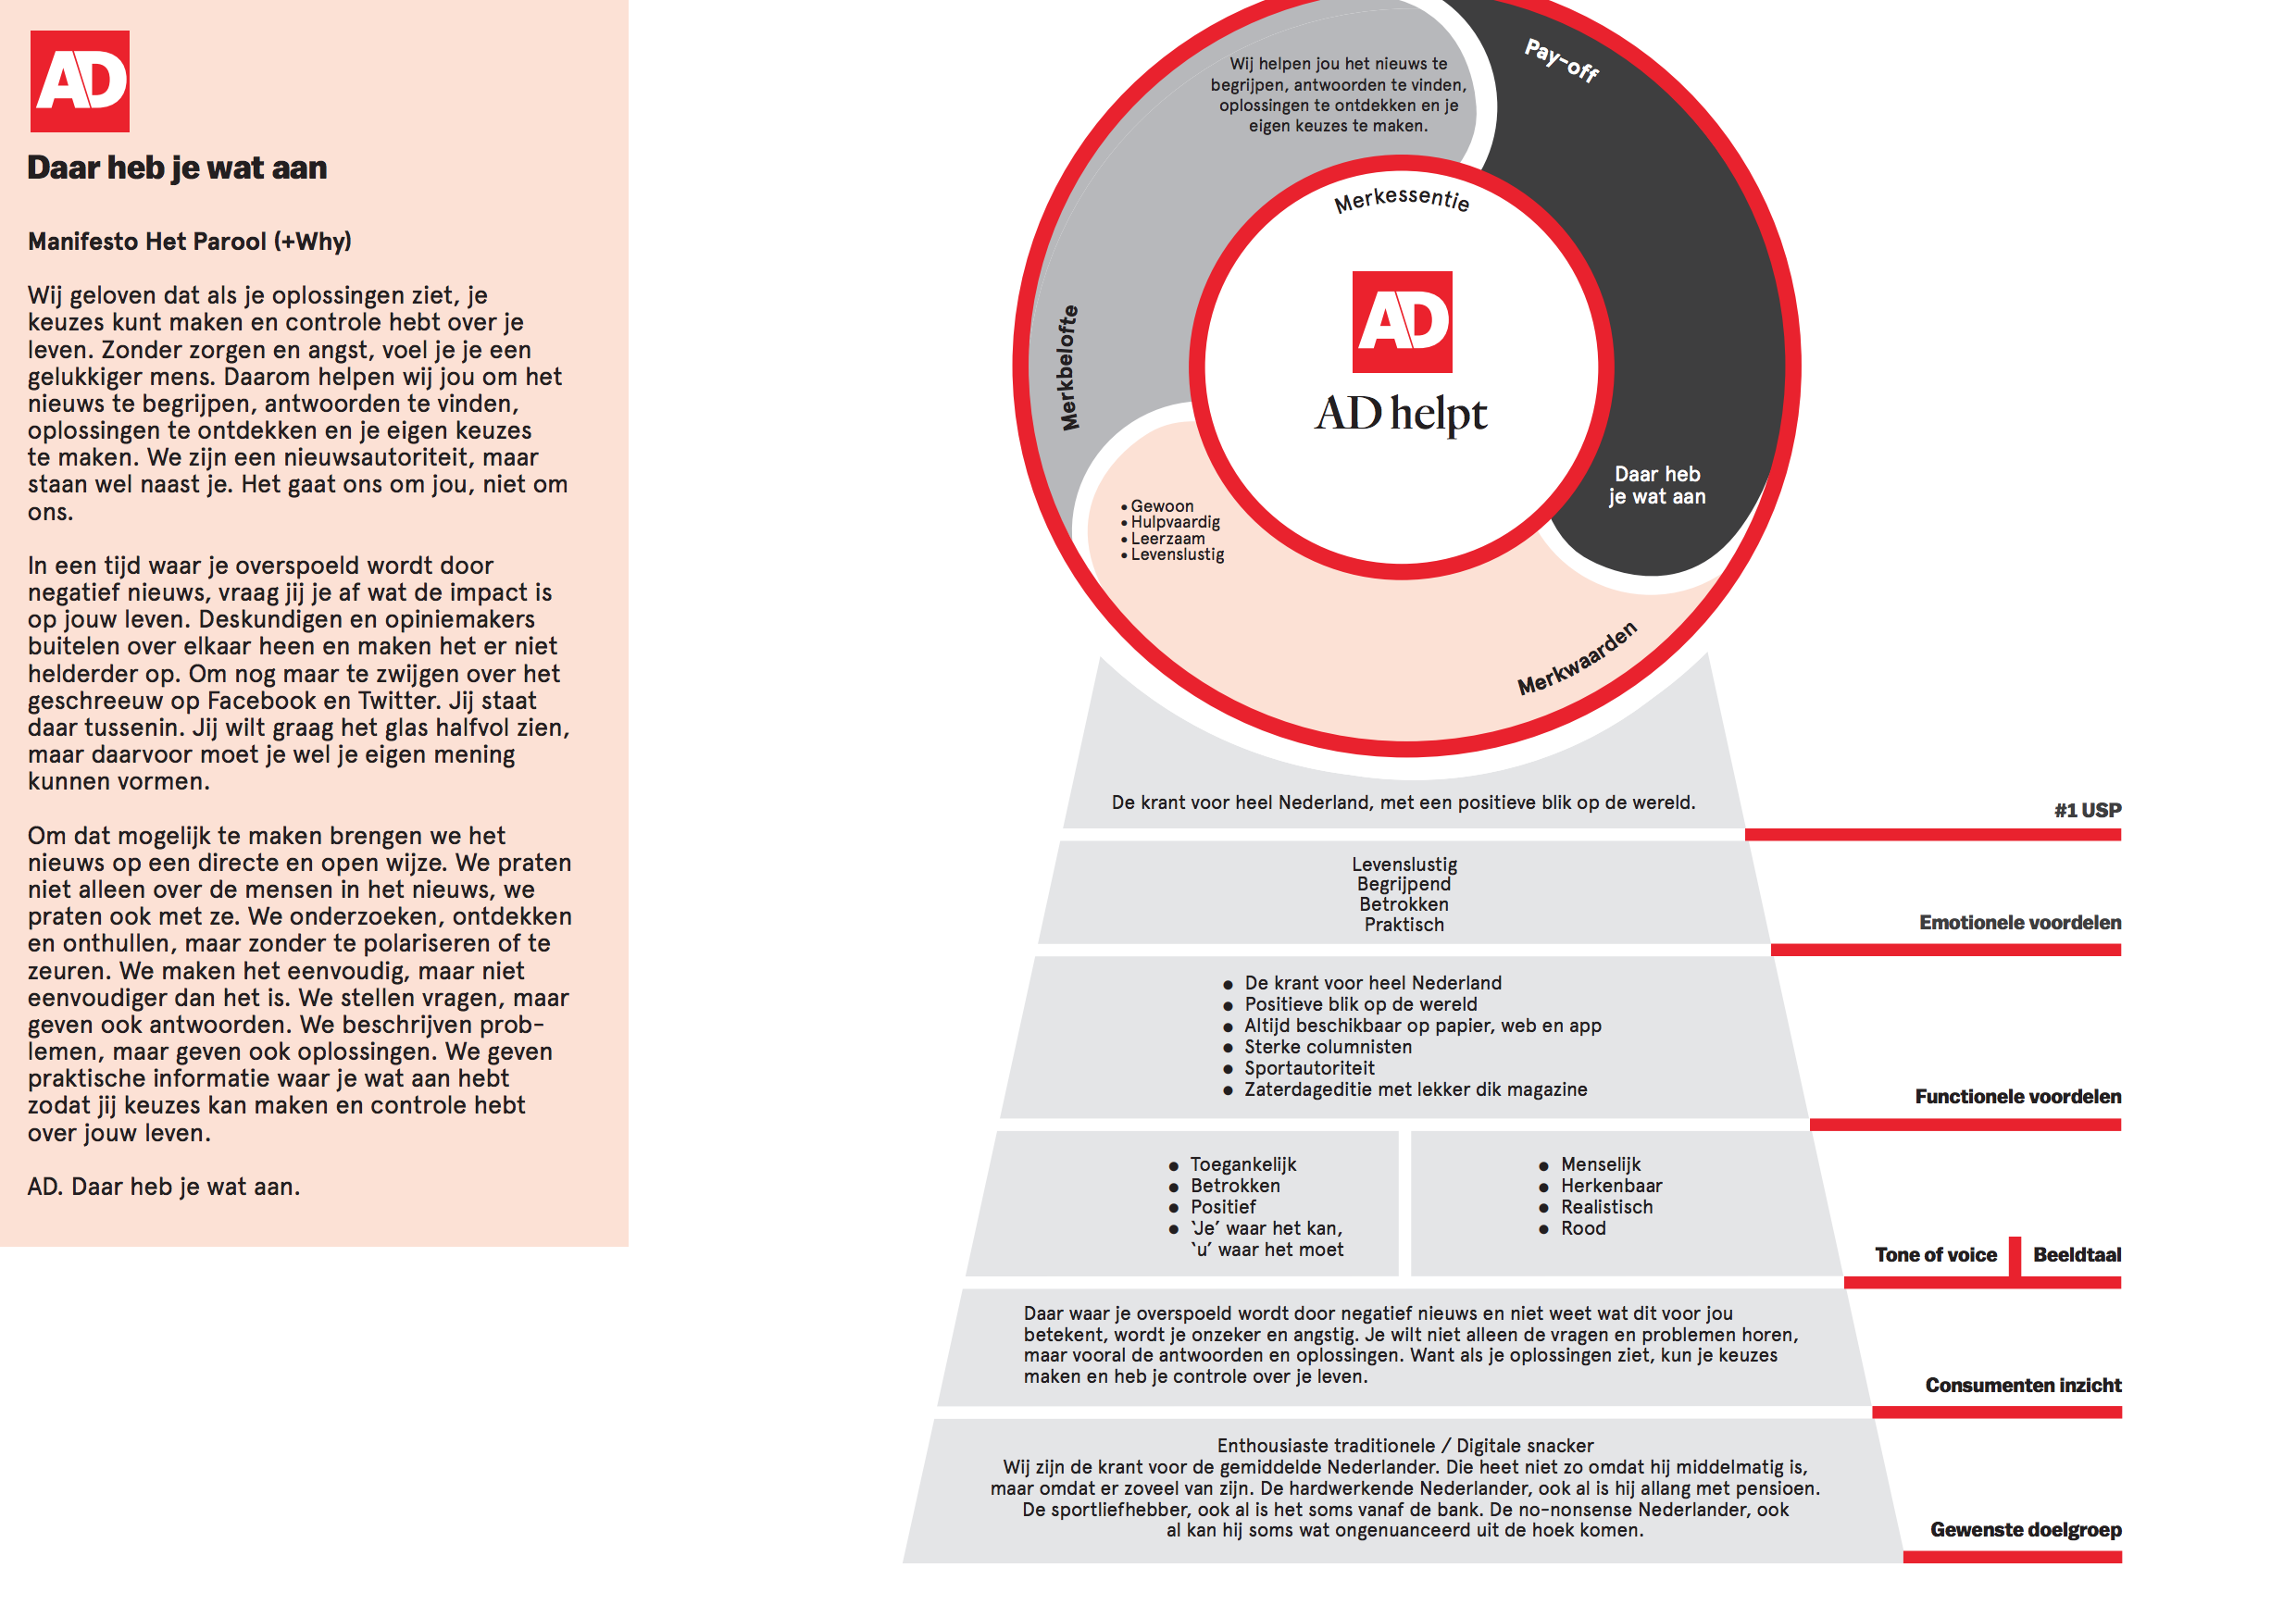 AD
Daar heb je wat aan
Manifesto Het Parool (+Why)
Wij geloven dat als je oplossingen ziet, je
keuzes kunt maken en controle hebt over je
leven. Zonder zorgen en angst, voel je je een
gelukkiger mens. Daarom helpen wij jou om het
nieuws te begrijpen, antwoorden te vinden,
oplossingen te ontdekken en je eigen keuzes
te maken. We zijn een nieuwsautoriteit, maar
staan wel naast je. Het gaat ons om jou, niet om
ons.
In een tijd waar je overspoeld wordt door
negatief nieuws, vraag jij je af wat de impact is
op jouw leven. Deskundigen en opiniemakers
buitelen over elkaar heen en maken het er niet
helderder op. Om nog maar te zwijgen over het
geschreeuw op Facebook en Twitter. Jij staat
daar tussenin. Jij wilt graag het glas halfvol zien,
maar daarvoor moet je wel je eigen mening
kunnen vormen.
Om dat mogelijk te maken brengen we het
nieuws op een directe en open wijze. We praten
niet alleen over de mensen in het nieuws, we
praten ook met ze. We onderzoeken, ontdekken
en onthullen, maar zonder te polariseren of te
zeuren. We maken het eenvoudig, maar niet
eenvoudiger dan het is. We stellen vragen, maar
geven ook antwoorden. We beschrijven prob-
lemen, maar geven ook oplossingen. We geven
praktische informatie waar je wat aan hebt
zodat jij keuzes kan maken en controle hebt
over jouw leven.
AD. Daar heb je wat aan.
Wij helpen jou het nieuws te
begrijpen, antwoorden te vinden,
oplossingen te ontdekken en je
eigen keuzes te maken.
Merkbelofte
Pay-off
Daar heb
je wat aan
Merkessentie
AD
AD helpt
• Gewoon
• Hulpvaardig
• Leerzaam
• Levenslustig
Merkwaarden
De krant voor heel Nederland, met een positieve blik op de wereld.
#1 USP
Levenslustig
Begrijpend
Betrokken
Praktisch
Emotionele voordelen
• De krant voor heel Nederland
• Positieve blik op de wereld
• Altijd beschikbaar op papier, web en app
• Sterke columnisten
• Sportautoriteit
• Zaterdageditie met lekker dik magazine
Functionele voordelen
• Toegankelijk
• Betrokken
• Positief
• ‘Je’ waar het kan,
‘u’ waar het moet
• Menselijk
• Herkenbaar
• Realistisch
• Rood
Tone of voice
Beeldtaal
Daar waar je overspoeld wordt door negatief nieuws en niet weet wat dit voor jou
betekent, wordt je onzeker en angstig. Je wilt niet alleen de vragen en problemen horen,
maar vooral de antwoorden en oplossingen. Want als je oplossingen ziet, kun je keuzes
maken en heb je controle over je leven.
Consumenten inzicht
Enthousiaste traditionele / Digitale snacker
Wij zijn de krant voor de gemiddelde Nederlander. Die heet niet zo omdat hij middelmatig is,
maar omdat er zoveel van zijn. De hardwerkende Nederlander, ook al is hij allang met pensioen.
De sportliefhebber, ook al is het soms vanaf de bank. De no-nonsense Nederlander, ook
al kan hij soms wat ongenuanceerd uit de hoek komen.
Gewenste doelgroep